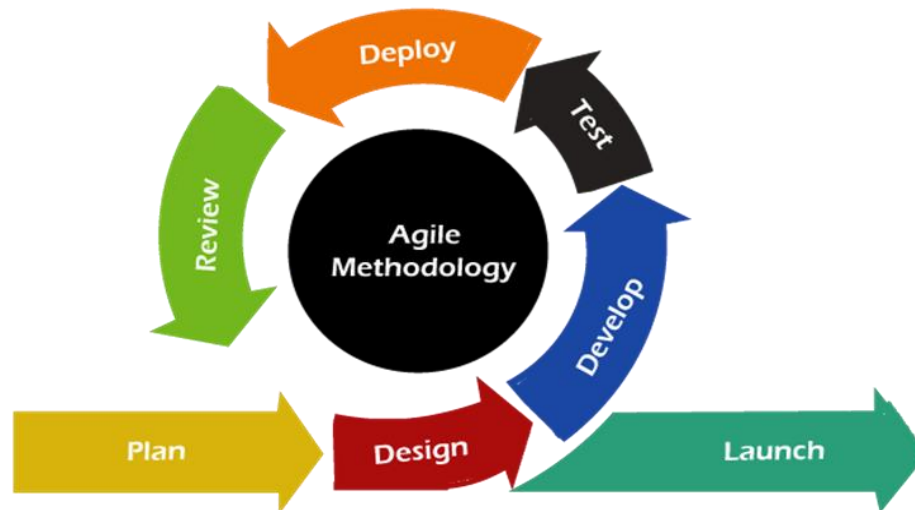 Deploy
Test
Review
Agile
Methodology
Develop
Plan
Design
Launch